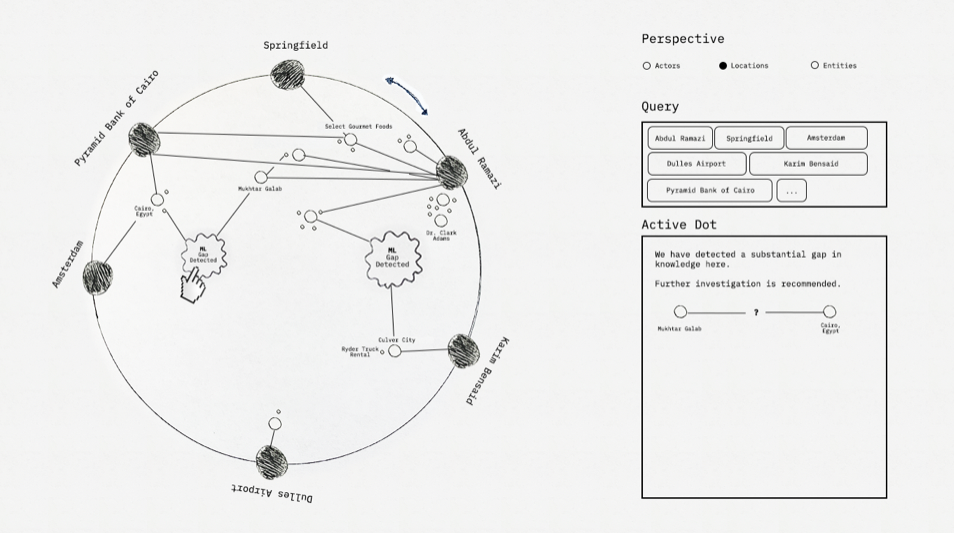 Springfield
Pyramid Bank of Cairo
Abdul Ramazi
Select Gourmet Foods
Mukhtar Galab
Cairo,
Egypt
ML
Gap
Detected
Amsterdam
Dr. Clark
Adams
ML
Gap
Detected
Culver City
Ryder Truck
Rental
Karim Bensaid
Dulles Airport
Perspective
Actors
Locations
Entities
Query
Abdul Ramazi
Springfield
Amsterdam
Dulles Airport
Karim Bensaid
Pyramid Bank of Cairo
...
Active Dot
We have detected a substantial gap in
knowledge here.
Further investigation is recommended.
?
Mukhtar Galab
Cairo,
Egypt